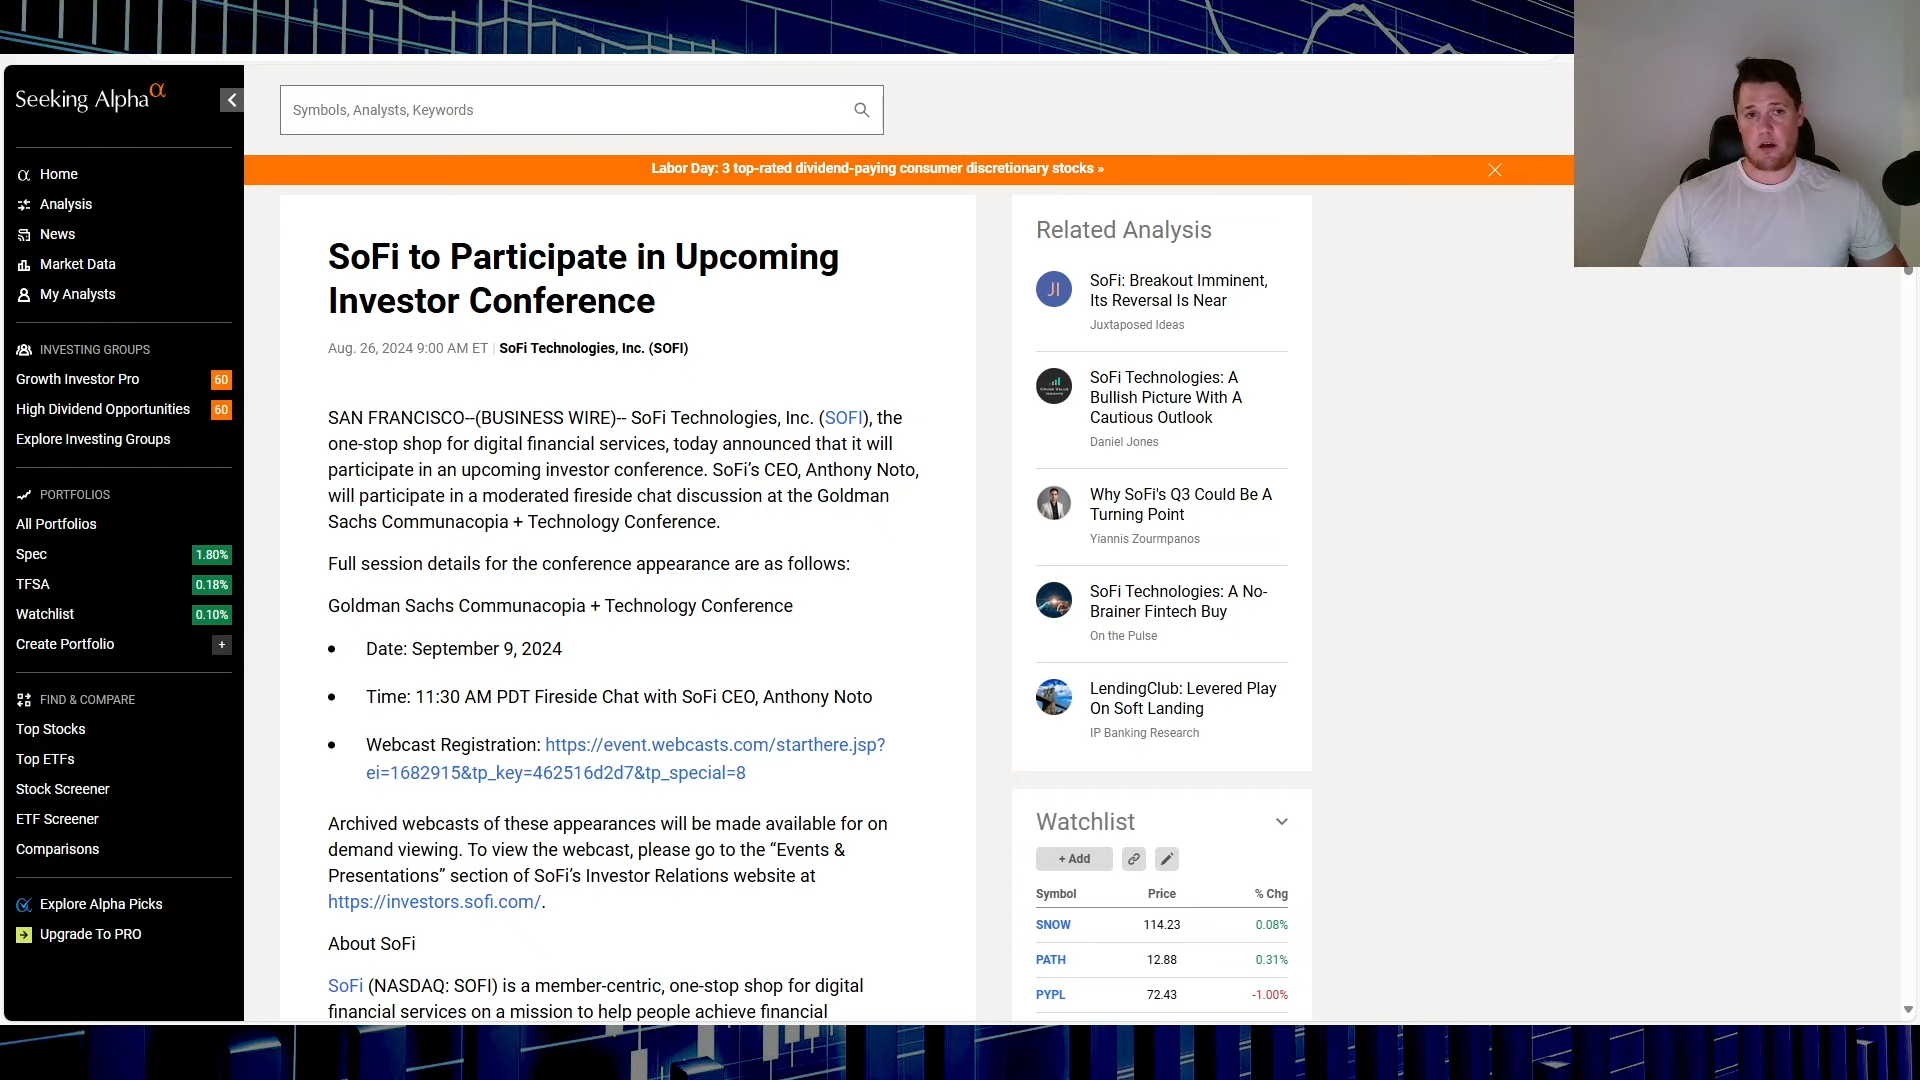 Seeking Alpha α
Home
Analysis
News
Market Data
My Analysts
INVESTING GROUPS
Growth Investor Pro 60
High Dividend Opportunities 60
Explore Investing Groups
PORTFOLIOS
All Portfolios
Spec 1.80%
TFSA 0.18%
Watchlist 0.10%
Create Portfolio +
FIND & COMPARE
Top Stocks
Top ETFs
Stock Screener
ETF Screener
Comparisons
Explore Alpha Picks
Upgrade To PRO
Symbols, Analysts, Keywords
Labor Day: 3 top-rated dividend-paying consumer discretionary stocks »
SoFi to Participate in Upcoming
Investor Conference
Aug. 26, 2024 9:00 AM ET | SoFi Technologies, Inc. (SOFI)
SAN FRANCISCO--(BUSINESS WIRE)-- SoFi Technologies, Inc. (SOFI), the
one-stop shop for digital financial services, today announced that it will
participate in an upcoming investor conference. SoFi’s CEO, Anthony Noto,
will participate in a moderated fireside chat discussion at the Goldman
Sachs Communacopia + Technology Conference.
Full session details for the conference appearance are as follows:
Goldman Sachs Communacopia + Technology Conference
• Date: September 9, 2024
• Time: 11:30 AM PDT Fireside Chat with SoFi CEO, Anthony Noto
• Webcast Registration: https://event.webcasts.com/starthere.jsp?
ei=1682915&tp_key=462516d2d7&tp_special=8
Archived webcasts of these appearances will be made available for on
demand viewing. To view the webcast, please go to the “Events &
Presentations” section of SoFi’s Investor Relations website at
https://investors.sofi.com/.
About SoFi
SoFi (NASDAQ: SOFI) is a member-centric, one-stop shop for digital
financial services on a mission to help people achieve financial
Related Analysis
JI
SoFi: Breakout Imminent,
Its Reversal Is Near
Juxtaposed Ideas
SoFi Technologies: A
Bullish Picture With A
Cautious Outlook
Daniel Jones
Why SoFi's Q3 Could Be A
Turning Point
Yiannis Zourmpanos
SoFi Technologies: A No-
Brainer Fintech Buy
On the Pulse
LendingClub: Levered Play
On Soft Landing
IP Banking Research
Watchlist
+ Add
Symbol Price % Chg
SNOW 114.23 0.08%
PATH 12.88 0.31%
PYPL 72.43 -1.00%